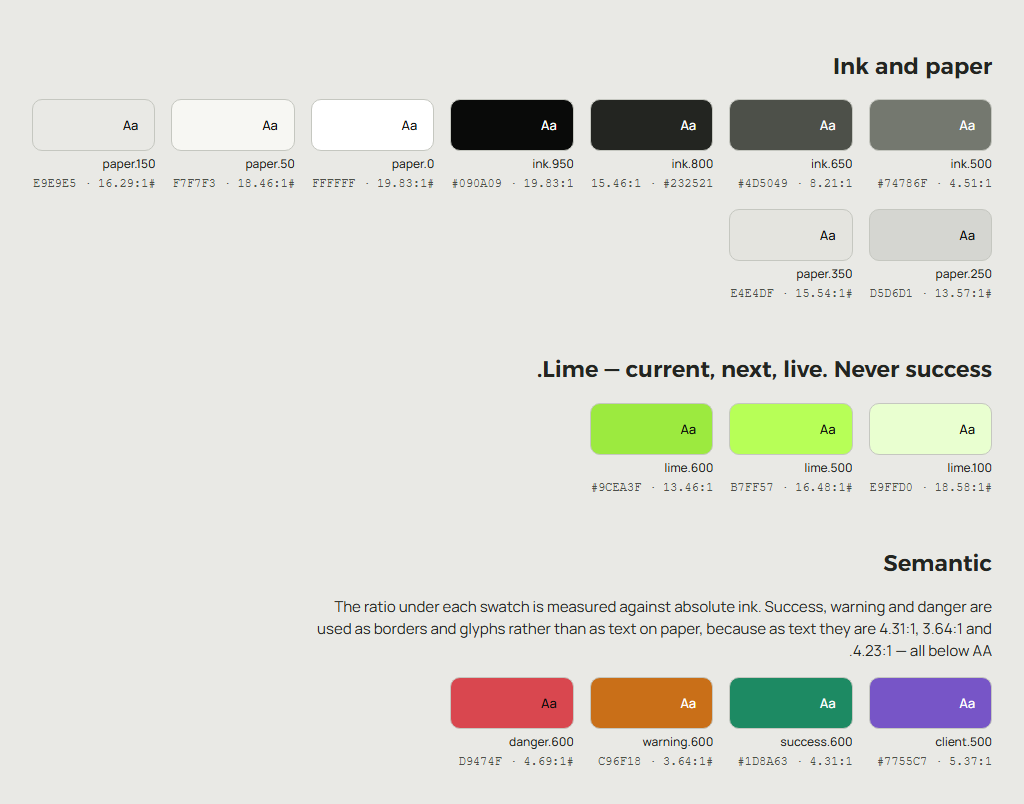 Ink and paper
Aa
ink.500
#74786F · 4.51:1
Aa
ink.650
#4D5049 · 8.21:1
Aa
ink.800
15.46:1 · #232521
Aa
ink.950
#090A09 · 19.83:1
Aa
paper.0
FFFFFF · 19.83:1#
Aa
paper.50
F7F7F3 · 18.46:1#
Aa
paper.150
E9E9E5 · 16.29:1#
Aa
paper.250
D5D6D1 · 13.57:1#
Aa
paper.350
E4E4DF · 15.54:1#
.Lime — current, next, live. Never success
Aa
lime.100
E9FFD0 · 18.58:1#
Aa
lime.500
B7FF57 · 16.48:1#
Aa
lime.600
#9CEA3F · 13.46:1
Semantic
The ratio under each swatch is measured against absolute ink. Success, warning and danger are
used as borders and glyphs rather than as text on paper, because as text they are 4.31:1, 3.64:1 and
.4.23:1 — all below AA
Aa
client.500
#7755C7 · 5.37:1
Aa
success.600
#1D8A63 · 4.31:1
Aa
warning.600
C96F18 · 3.64:1#
Aa
danger.600
D9474F · 4.69:1#